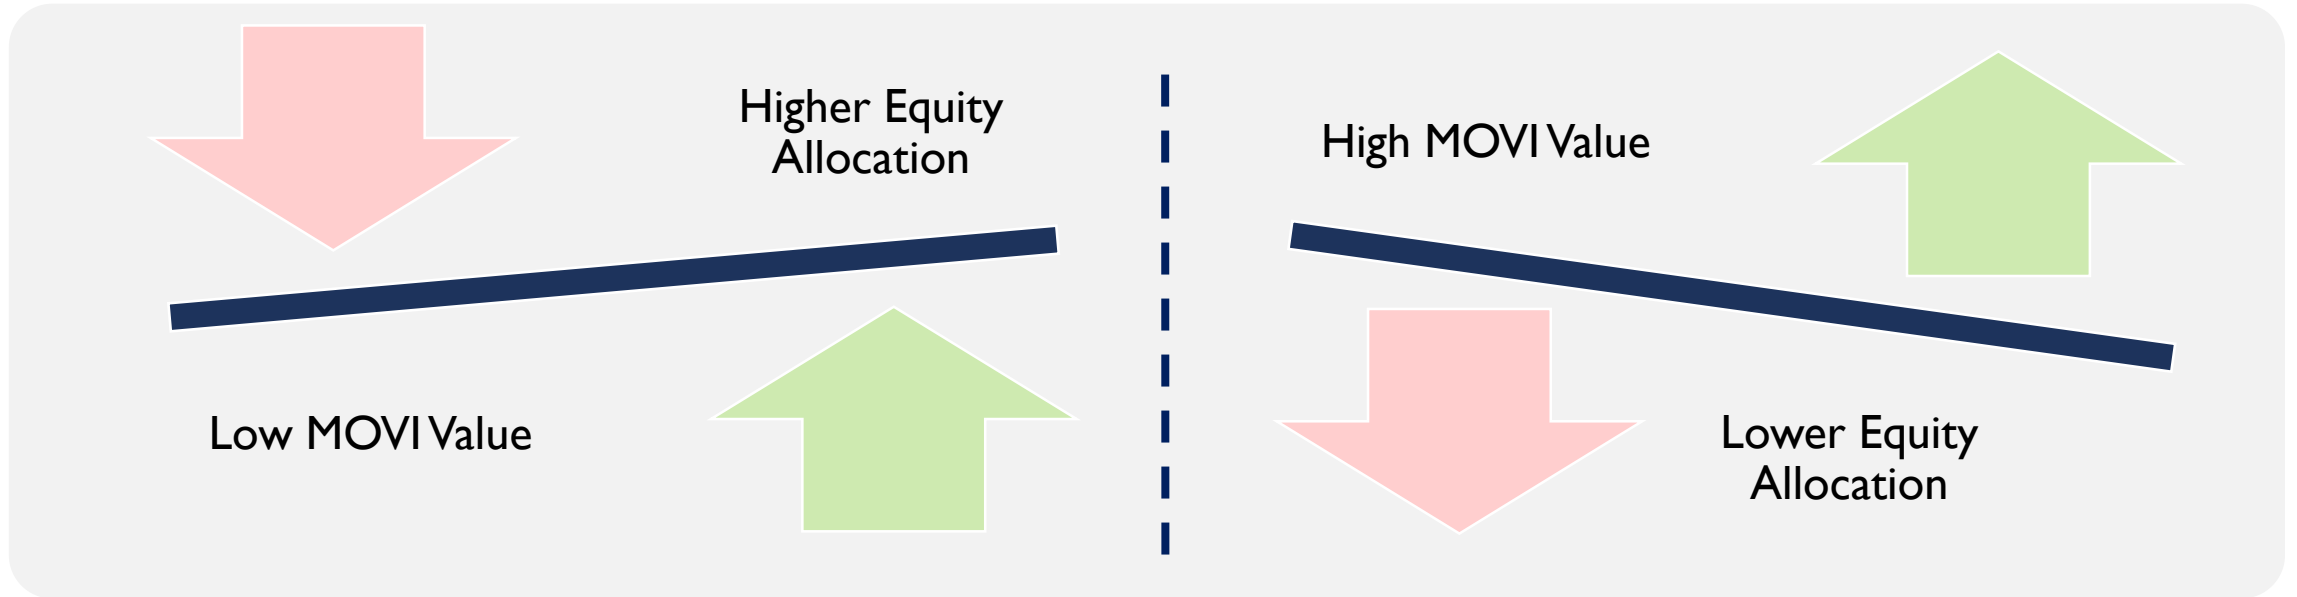 Higher Equity
Allocation
Low MOVI Value
High MOVI Value
Lower Equity
Allocation